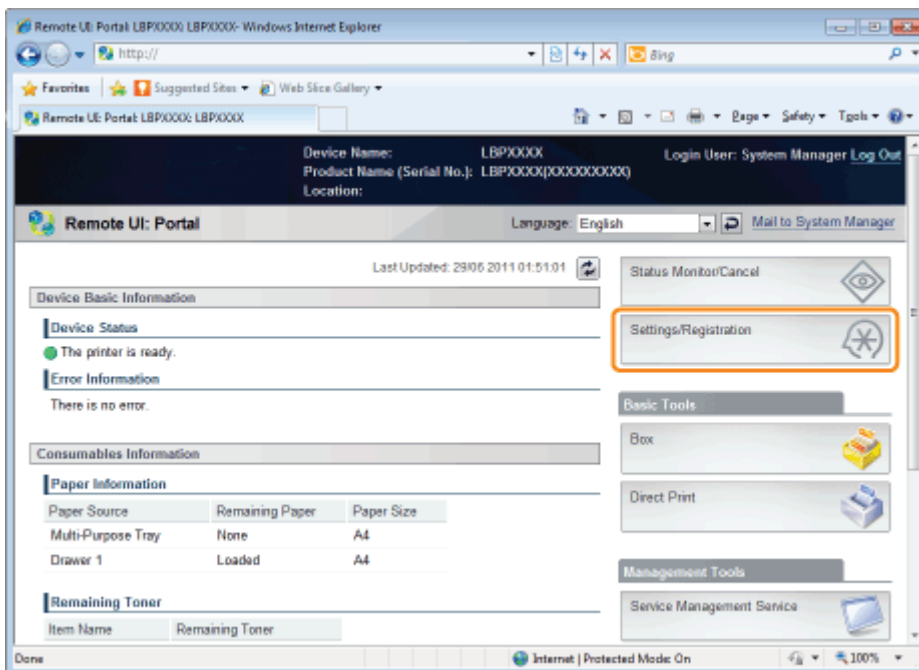 Remote UI: Portal: LBPXXXX: LBPXXXX- Windows Internet Explorer
http://
Bing
Favorites Suggested Sites Web Slice Gallery
Remote UI: Portal: LBPXXXX: LBPXXXX
Page Safety Tools
Device Name: LBPXXXX
Login User: System Manager Log Out
Product Name (Serial No.): LBPXXXX(XXXXXXXXX)
Location:
Remote UI: Portal
Language: English
Mail to System Manager
Last Updated: 29/06 2011 01:51:01
Status Monitor/Cancel
Device Basic Information
Device Status
Settings/Registration
The printer is ready.
Error Information
There is no error.
Basic Tools
Box
Consumables Information
Paper Information
Direct Print
Paper Source Remaining Paper Paper Size
Multi-Purpose Tray None A4
Drawer 1 Loaded A4
Management Tools
Remaining Toner
Service Management Service
Item Name Remaining Toner
Done
Internet | Protected Mode: On
100%